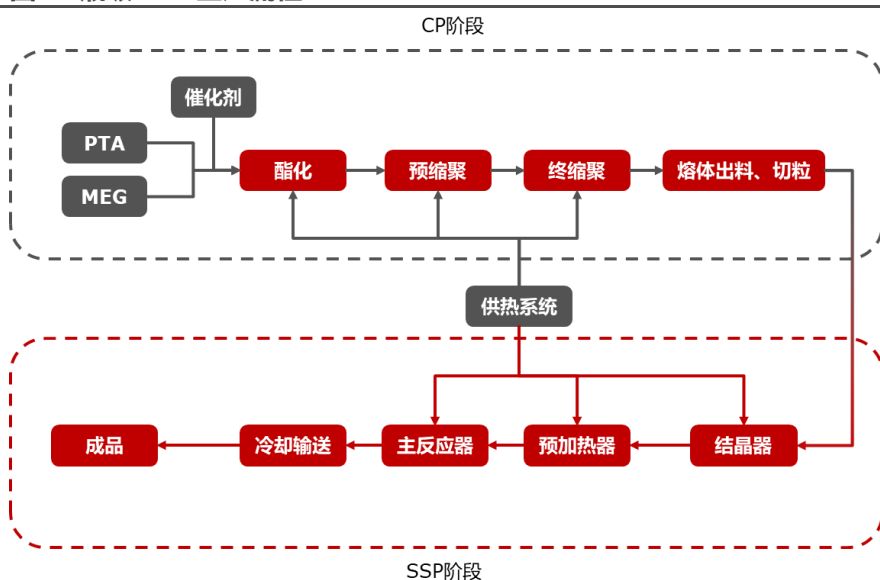 CP阶段
催化剂
PTA
MEG
酯化
预缩聚
终缩聚
熔体出料、切粒
供热系统
成品
冷却输送
主反应器
预加热器
结晶器
SSP阶段